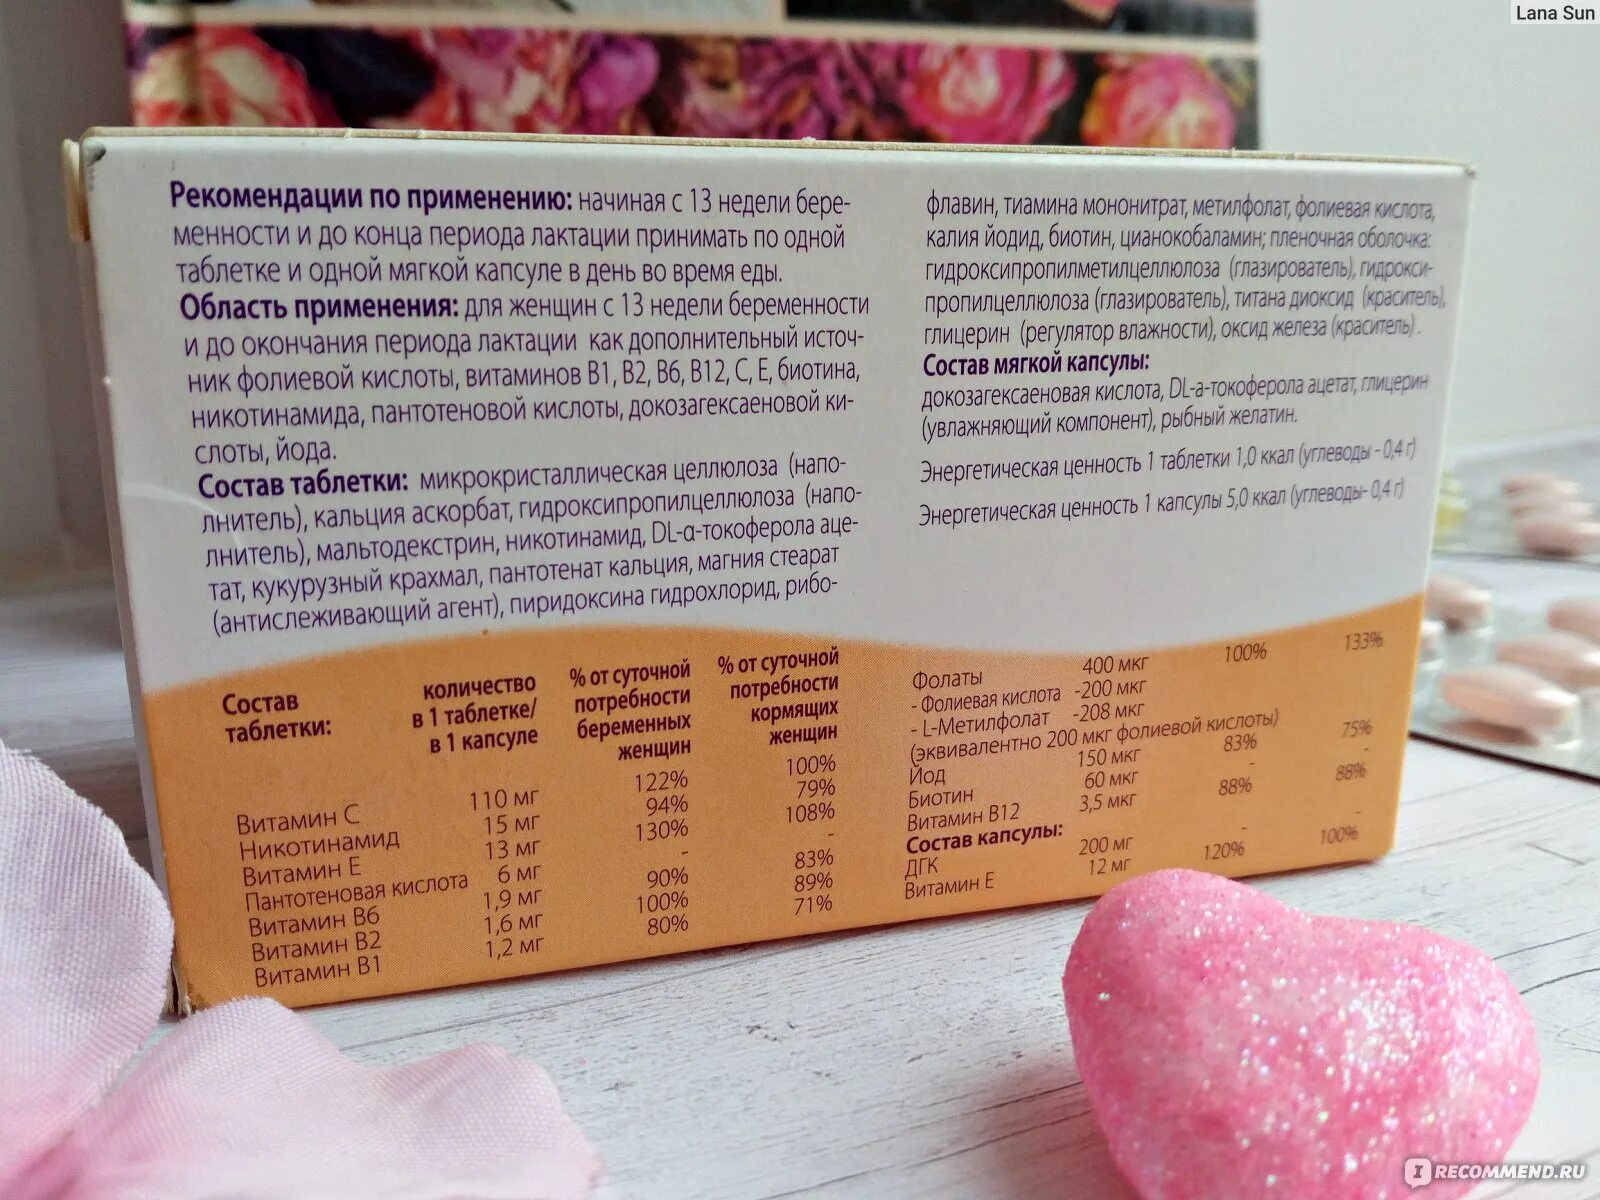 Lana Sun
Рекомендации по применению: начиная с 13 недели бере-
менности и до конца периода лактации принимать по одной
таблетке и одной мягкой капсуле в день во время еды.
Область применения: для женщин с 13 недели беременности
и до окончания периода лактации как дополнительный источ-
ник фолиевой кислоты, витаминов В1, В2, В6, В12, С, Е, биотина,
никотинамида, пантотеновой кислоты, докозагексаеновой ки-
слоты, йода.
Состав таблетки: микрокристаллическая целлюлоза (напо-
лнитель), кальция аскорбат, гидроксипропилцеллюлоза (напо-
лнитель), мальтодекстрин, никотинамид, DL-α-токоферола аце-
тат, кукурузный крахмал, пантотенат кальция, магния стеарат
(антислеживающий агент), пиридоксина гидрохлорид, рибо-
флавин, тиамина мононитрат, метилфолат, фолиевая кислота,
калия йодид, биотин, цианокобаламин; пленочная оболочка:
гидроксипропилметилцеллюлоза (глазирователь), гидрокси-
пропилцеллюлоза (глазирователь), титана диоксид (краситель),
глицерин (регулятор влажности), оксид железа (краситель).
Состав мягкой капсулы:
докозагексаеновая кислота, DL-а-токоферола ацетат, глицерин
(увлажняющий компонент), рыбный желатин.
Энергетическая ценность 1 таблетки 1,0 ккал (углеводы - 0,4 г)
Энергетическая ценность 1 капсулы 5,0 ккал (углеводы- 0,4 г)
Состав таблетки: количество в 1 таблетке/ в 1 капсуле % от суточной потребности беременных женщин % от суточной потребности кормящих женщин
Витамин С 110 мг 122% 100%
Никотинамид 15 мг 94% 79%
Витамин Е 13 мг 130% 108%
Пантотеновая кислота 6 мг - -
Витамин В6 1,9 мг 90% 83%
Витамин В2 1,6 мг 100% 89%
Витамин В1 1,2 мг 80% 71%
Фолаты 400 мкг 100% 133%
- Фолиевая кислота -200 мкг
- L-Метилфолат -208 мкг
(эквивалентно 200 мкг фолиевой кислоты)
Йод 150 мкг 83% 75%
Биотин 60 мкг - -
Витамин В12 3,5 мкг 88% 88%
Состав капсулы:
ДГК 200 мг - -
Витамин Е 12 мг 120% 100%
IRECOMMEND.RU